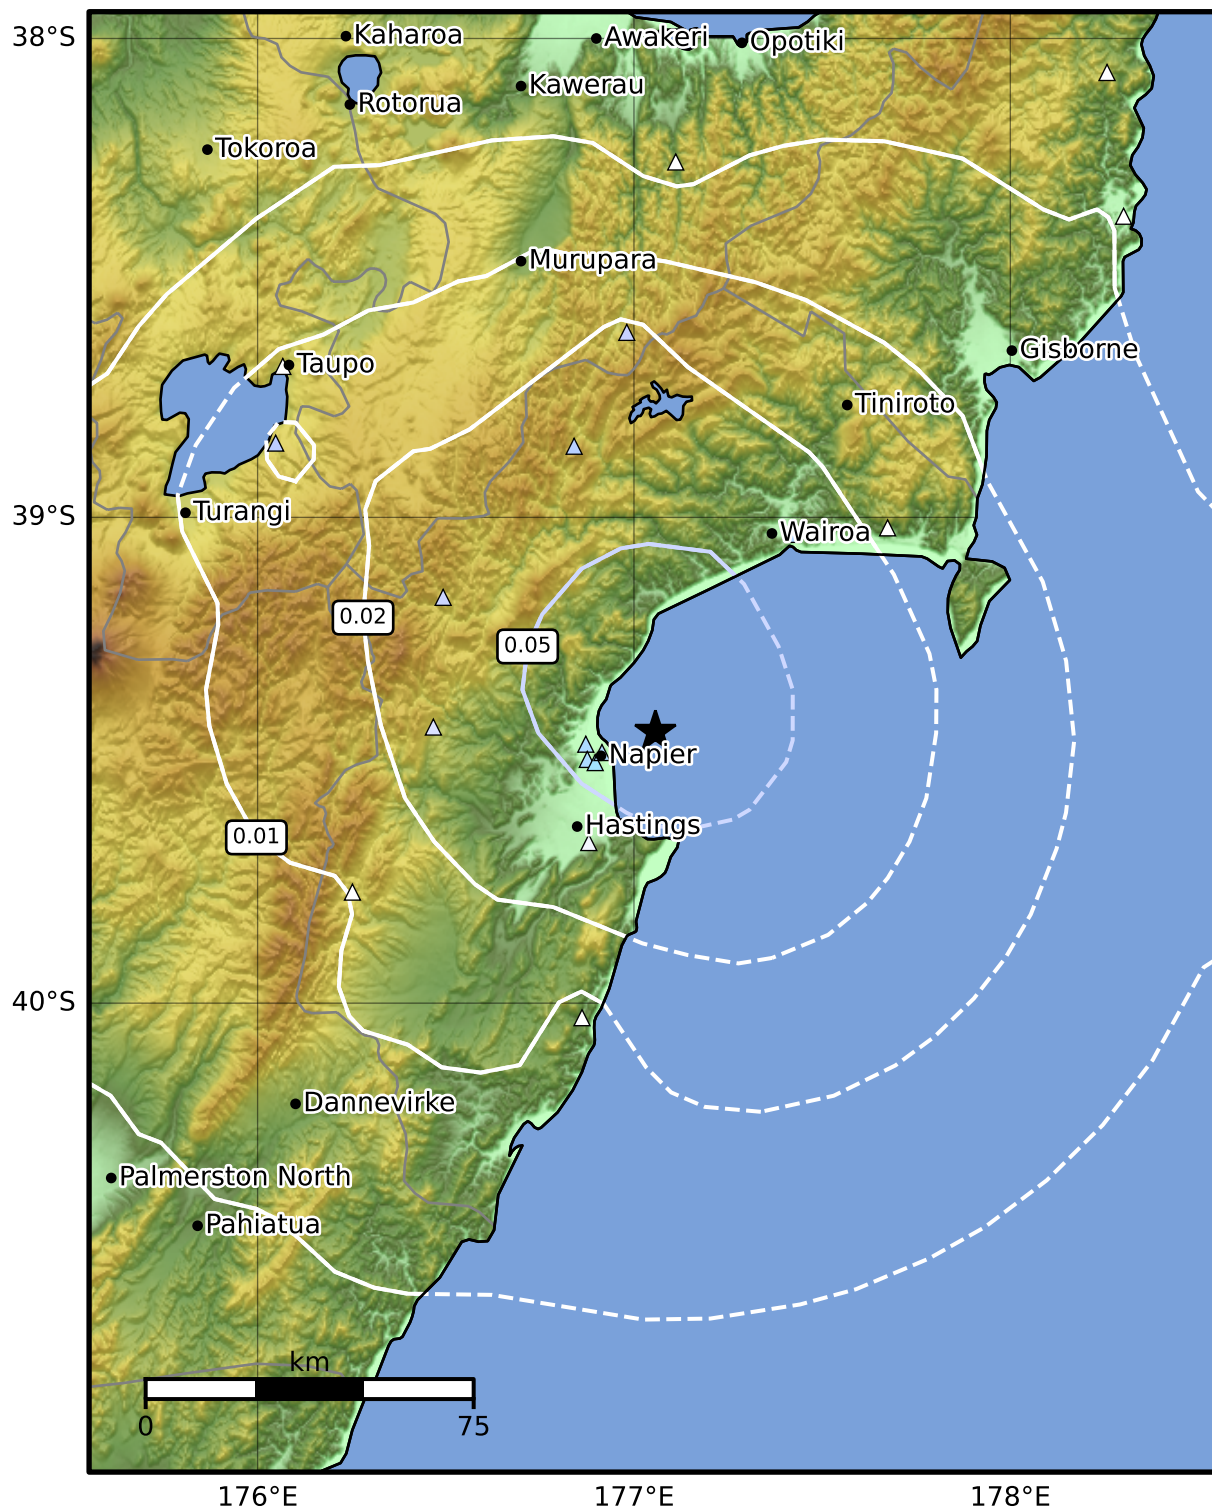 38°S
Kaharoa
Awakeri
Opotiki
Kawerau
Rotorua
Tokoroa
Murupara
Gisborne
Taupo
Tiniroto
39°S
Turangi
Wairoa
0.02
0.05
Napier
Hastings
0.01
40°S
Dannevirke
Palmerston North
Pahiatua
km
0
75
176°E
177°E
178°E